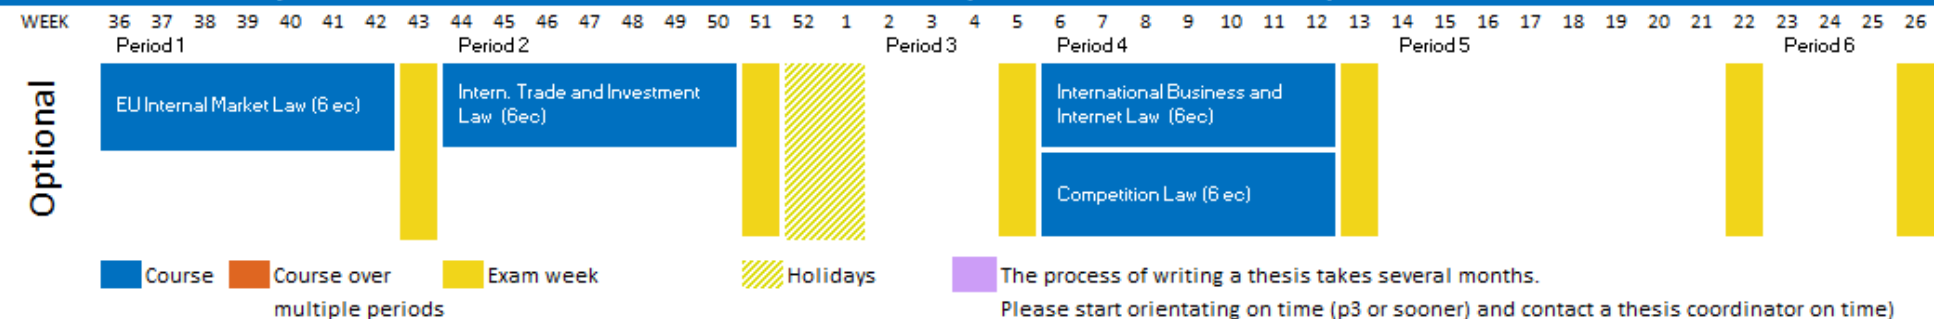 WEEK 36 37 38 39 40 41 42 43 44 45 46 47 48 49 50 51 52 1 2 3 4 5 6 7 8 9 10 11 12 13 14 15 16 17 18 19 20 21 22 23 24 25 26
Period 1 Period 2 Period 3 Period 4 Period 5 Period 6
Optional
EU Internal Market Law (6 ec)
Intern. Trade and Investment
Law (6ec)
International Business and
Internet Law (6ec)
Competition Law (6 ec)
Course
Course over
multiple periods
Exam week
Holidays
The process of writing a thesis takes several months.
Please start orientating on time (p3 or sooner) and contact a thesis coordinator on time)